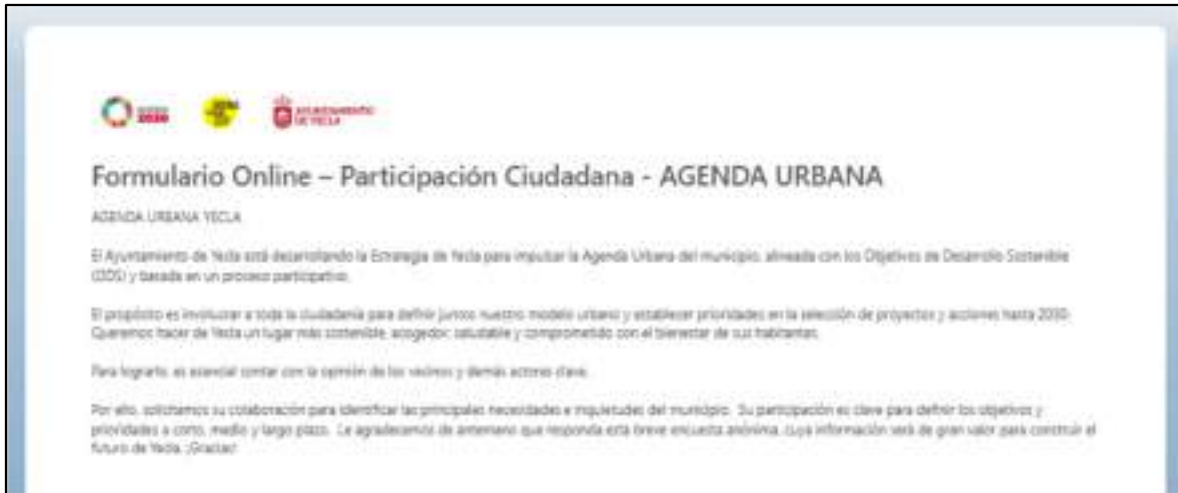 AGENDA 2030
AYUNTAMIENTO
DE YECLA
Formulario Online – Participación Ciudadana - AGENDA URBANA
AGENDA URBANA YECLA
El Ayuntamiento de Yecla está desarrollando la Estrategia de Yecla para impulsar la Agenda Urbana del municipio, alineada con los Objetivos de Desarrollo Sostenible
(ODS) y basada en un proceso participativo.
El propósito es involucrar a toda la ciudadanía para definir juntos nuestro modelo urbano y establecer prioridades en la selección de proyectos y acciones hasta 2030.
Queremos hacer de Yecla un lugar más sostenible, acogedor, saludable y comprometido con el bienestar de sus habitantes.
Para lograrlo, es esencial contar con la opinión de los vecinos y demás actores clave.
Por ello, solicitamos su colaboración para identificar las principales necesidades e inquietudes del municipio. Su participación es clave para definir los objetivos y
prioridades a corto, medio y largo plazo. Le agradecemos de antemano que responda esta breve encuesta anónima, cuya información será de gran valor para construir el
futuro de Yecla. ¡Gracias!